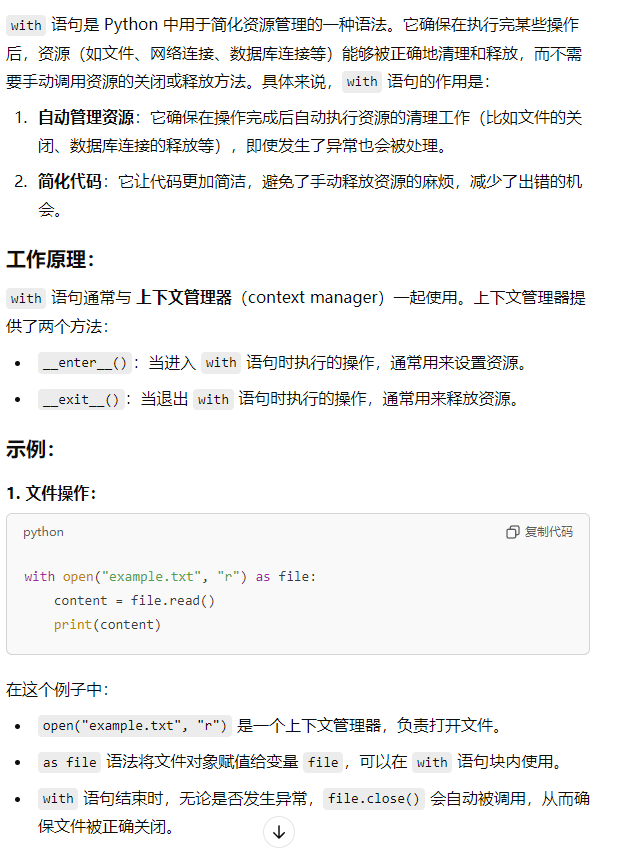 with 语句是 Python 中用于简化资源管理的一种语法。它确保在执行完某些操作
后，资源（如文件、网络连接、数据库连接等）能够被正确地清理和释放，而不需
要手动调用资源的关闭或释放方法。具体来说， with 语句的作用是：
1. 自动管理资源：它确保在操作完成后自动执行资源的清理工作（比如文件的关
闭、数据库连接的释放等），即使发生了异常也会被处理。
2. 简化代码：它让代码更加简洁，避免了手动释放资源的麻烦，减少了出错的机
会。
工作原理：
with 语句通常与 上下文管理器（context manager）一起使用。上下文管理器提
供了两个方法：
• __enter__() ：当进入 with 语句时执行的操作，通常用来设置资源。
• __exit__() ：当退出 with 语句时执行的操作，通常用来释放资源。
示例：
1. 文件操作：
python 复制代码
with open("example.txt", "r") as file:
    content = file.read()
    print(content)
在这个例子中：
• open("example.txt", "r") 是一个上下文管理器，负责打开文件。
• as file 语法将文件对象赋值给变量 file ，可以在 with 语句块内使用。
• with 语句结束时，无论是否发生异常， file.close() 会自动被调用，从而确
保文件被正确关闭。